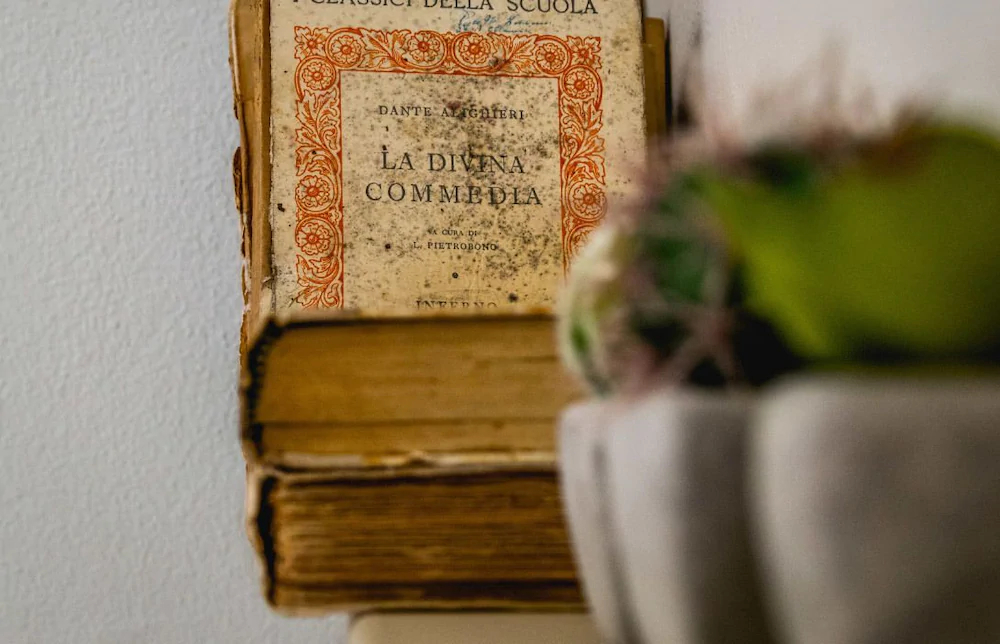 I CLASSICI DELLA SCUOLA
DANTE ALIGHIERI
LA DIVINA
COMMEDIA
A CURA DI
L. PIETROBONO
INFERNO